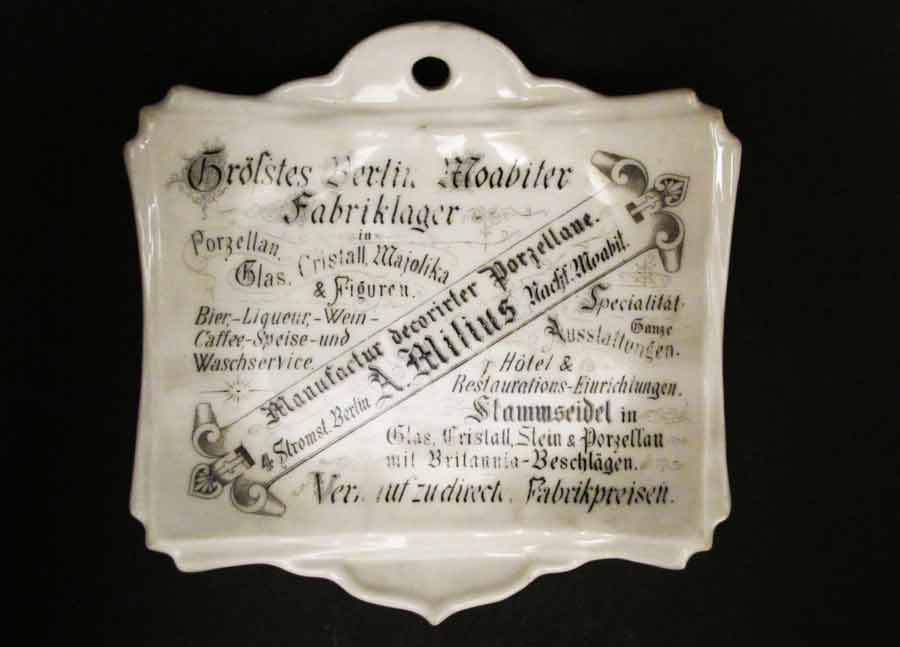 Gröſstes Berlin Moabiter
Fabriklager
in
Porzellan,
Glas, Cristall, Majolika
& Figuren.
Bier,-Liqueur,-Wein-
Caffee,-Speise-und
Waschservice.
Manufactur decorirter Porzellane.
A. Milius Nachf. Moabit.
4 Stromst. Berlin
Specialität
Ganze
Ausstattungen.
Hôtel &
Restaurations-Einrichtungen.
Stammseidel in
Glas, Cristall, Stein & Porzellan
mit Britannia-Beschlägen.
zu direct. Fabrikpreisen.